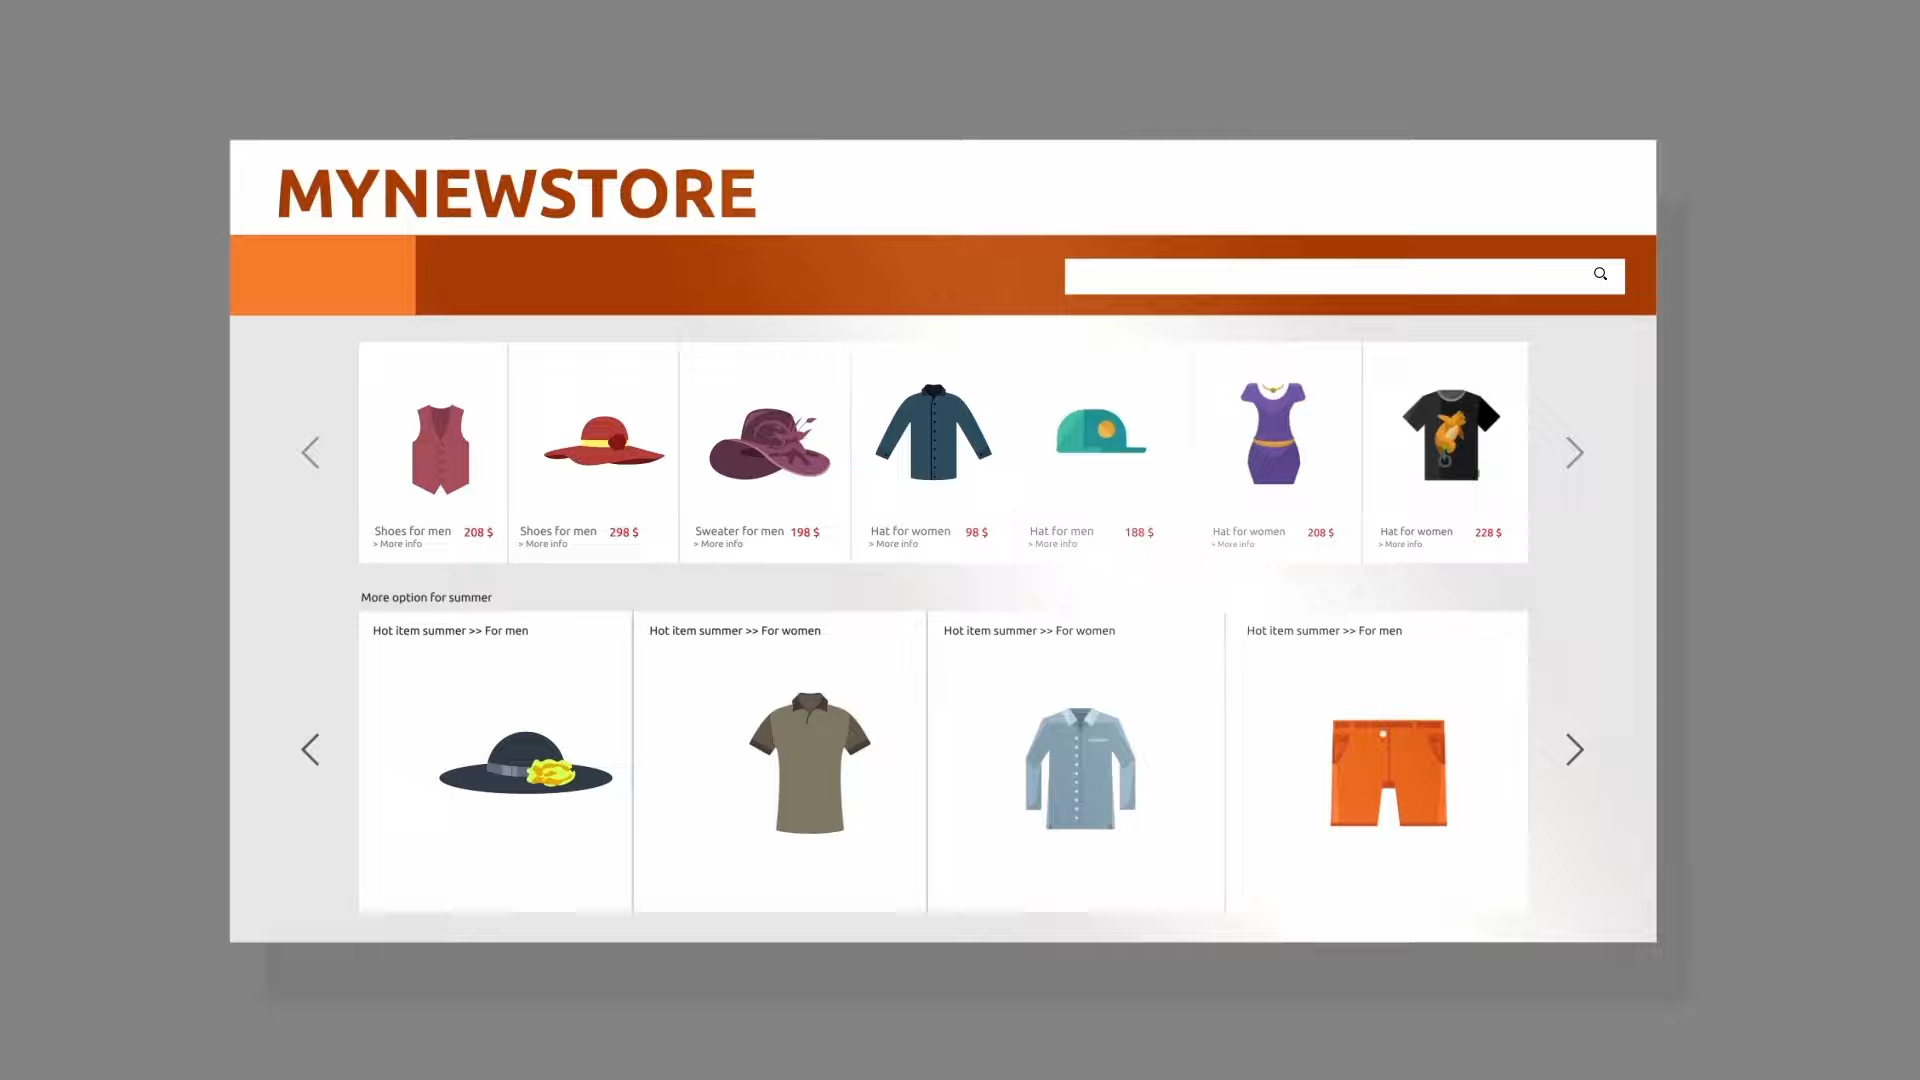 MYNEWSTORE
Shoes for men 208 $
> More info
Shoes for men 298 $
> More info
Sweater for men 198 $
> More info
Hat for women 98 $
> More info
Hat for men 188 $
> More info
Hat for women 208 $
> More info
Hat for women 228 $
> More info
More option for summer
Hot item summer >> For men
Hot item summer >> For women
Hot item summer >> For women
Hot item summer >> For men